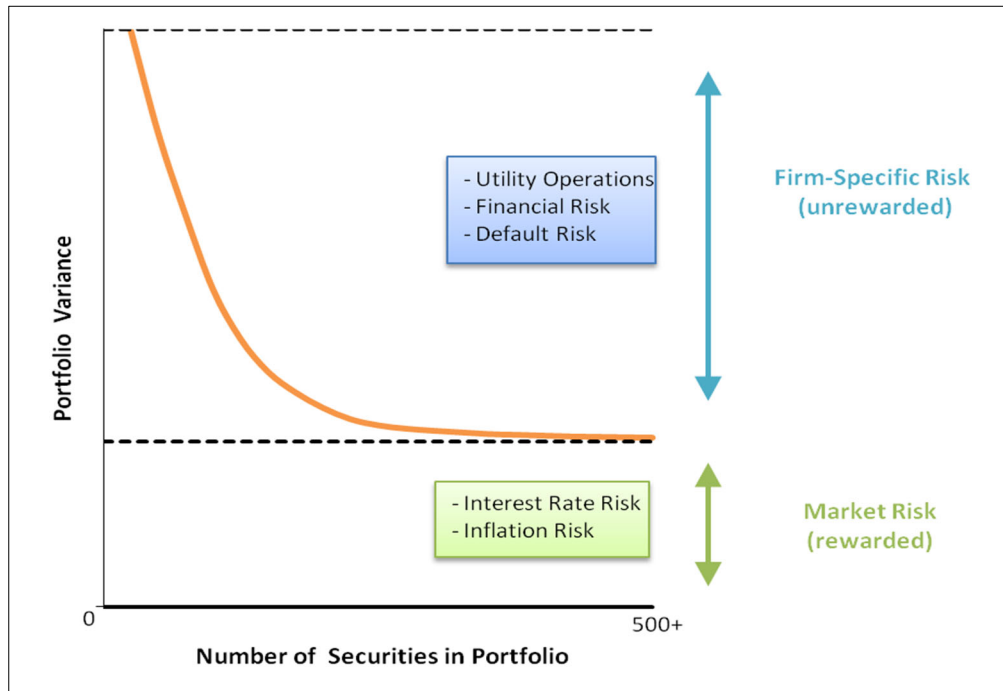 Portfolio Variance
- Utility Operations
- Financial Risk
- Default Risk
Firm-Specific Risk
(unrewarded)
- Interest Rate Risk
- Inflation Risk
Market Risk
(rewarded)
0
500+
Number of Securities in Portfolio